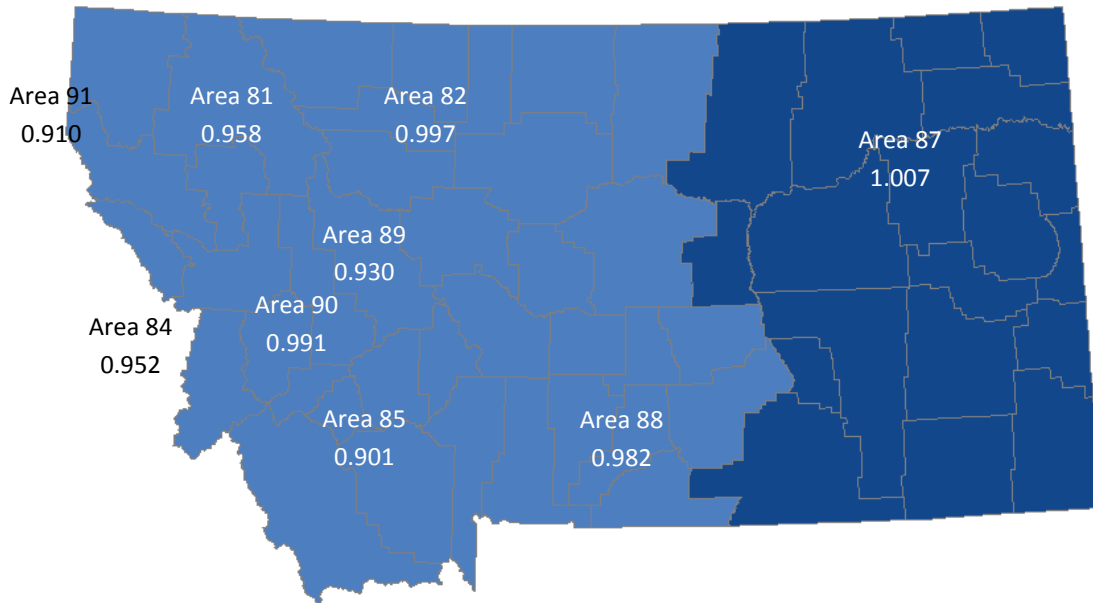 Area 91
0.910
Area 81
0.958
Area 82
0.997
Area 87
1.007
Area 89
0.930
Area 90
0.991
Area 84
0.952
Area 85
0.901
Area 88
0.982